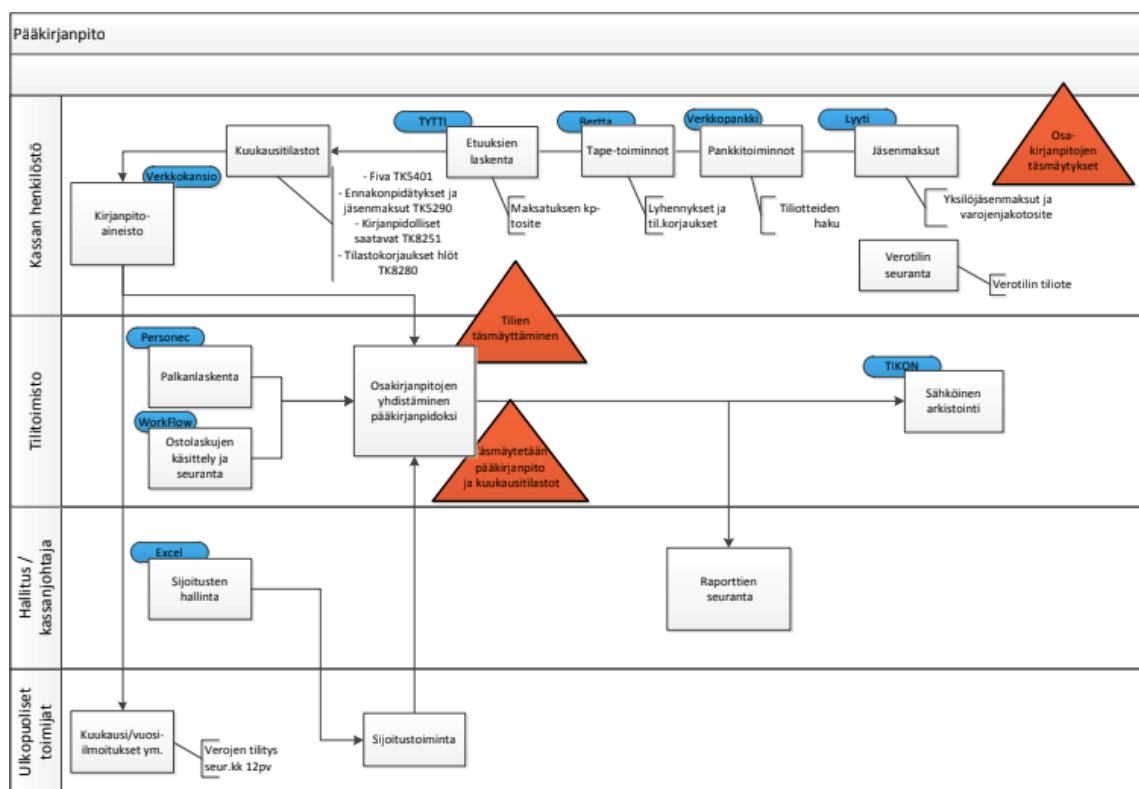 Pääkirjanpito
Kassan henkilöstö
TYTTI
Bertta
Verkkopankki
Lyyti
Osa-
kirjanpitojen
täsmäytykset
Kuukausitilastot
Etuuksien
laskenta
Tape-toiminnot
Pankkitoiminnot
Jäsenmaksut
Verkkokansio
Kirjanpito-
aineisto
- Fiva TK5401
- Ennakonpidätykset ja
jäsenmaksut TK5290
- Kirjanpidolliset
saatavat TK8251
- Tilastokorjaukset hlöt
TK8280
Maksatuksen kp-
tosite
Lyhennykset ja
til.korjaukset
Tiliotteiden
haku
Yksilöjäsenmaksut ja
varojenjakotosite
Verotilin
seuranta
Verotilin tiliote
Tilitoimisto
Personec
Palkanlaskenta
WorkFlow
Ostolaskujen
käsittely ja
seuranta
Osakirjanpitojen
yhdistäminen
pääkirjanpidoksi
Tilien
täsmäyttäminen
Täsmäytetään
pääkirjanpito
ja kuukausitilastot
TIKON
Sähköinen
arkistointi
Hallitus /
kassanjohtaja
Excel
Sijoitusten
hallinta
Raporttien
seuranta
Ulkopuoliset
toimijat
Kuukausi/vuosi-
ilmoitukset ym.
Verojen tilitys
seur.kk 12pv
Sijoitustoiminta